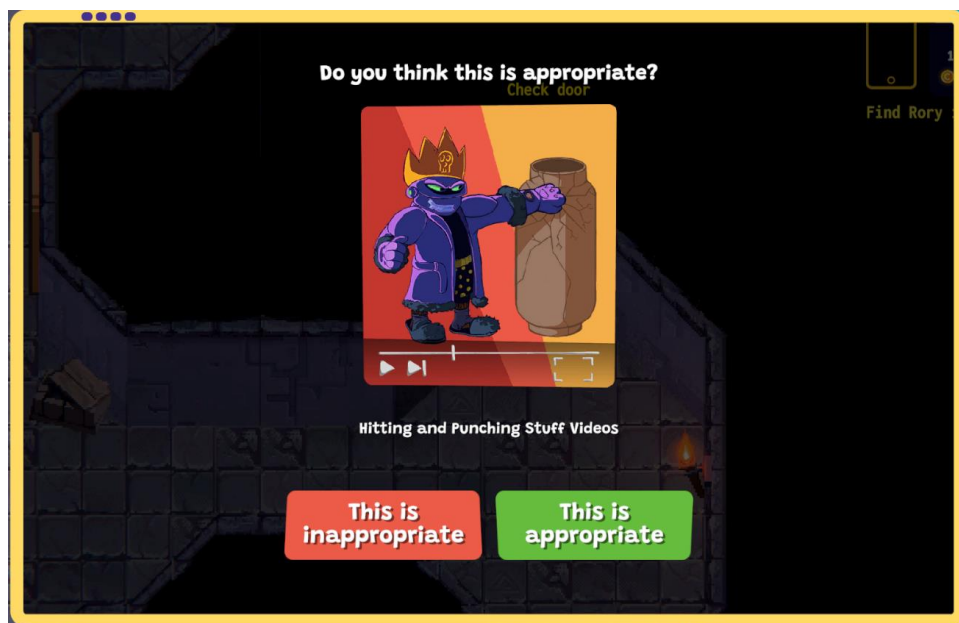 Do you think this is appropriate?
Check door
1
Find Rory
Hitting and Punching Stuff Videos
This is
inappropriate
This is
appropriate